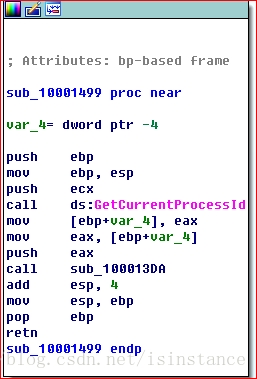 ; Attributes: bp-based frame
sub_10001499 proc near
var_4= dword ptr -4
push    ebp
mov     ebp, esp
push    ecx
call    ds:GetCurrentProcessId
mov     [ebp+var_4], eax
mov     eax, [ebp+var_4]
push    eax
call    sub_100013DA
add     esp, 4
mov     esp, ebp
pop     ebp
retn
sub_10001499 endp
blog.csdn.net/isinstance